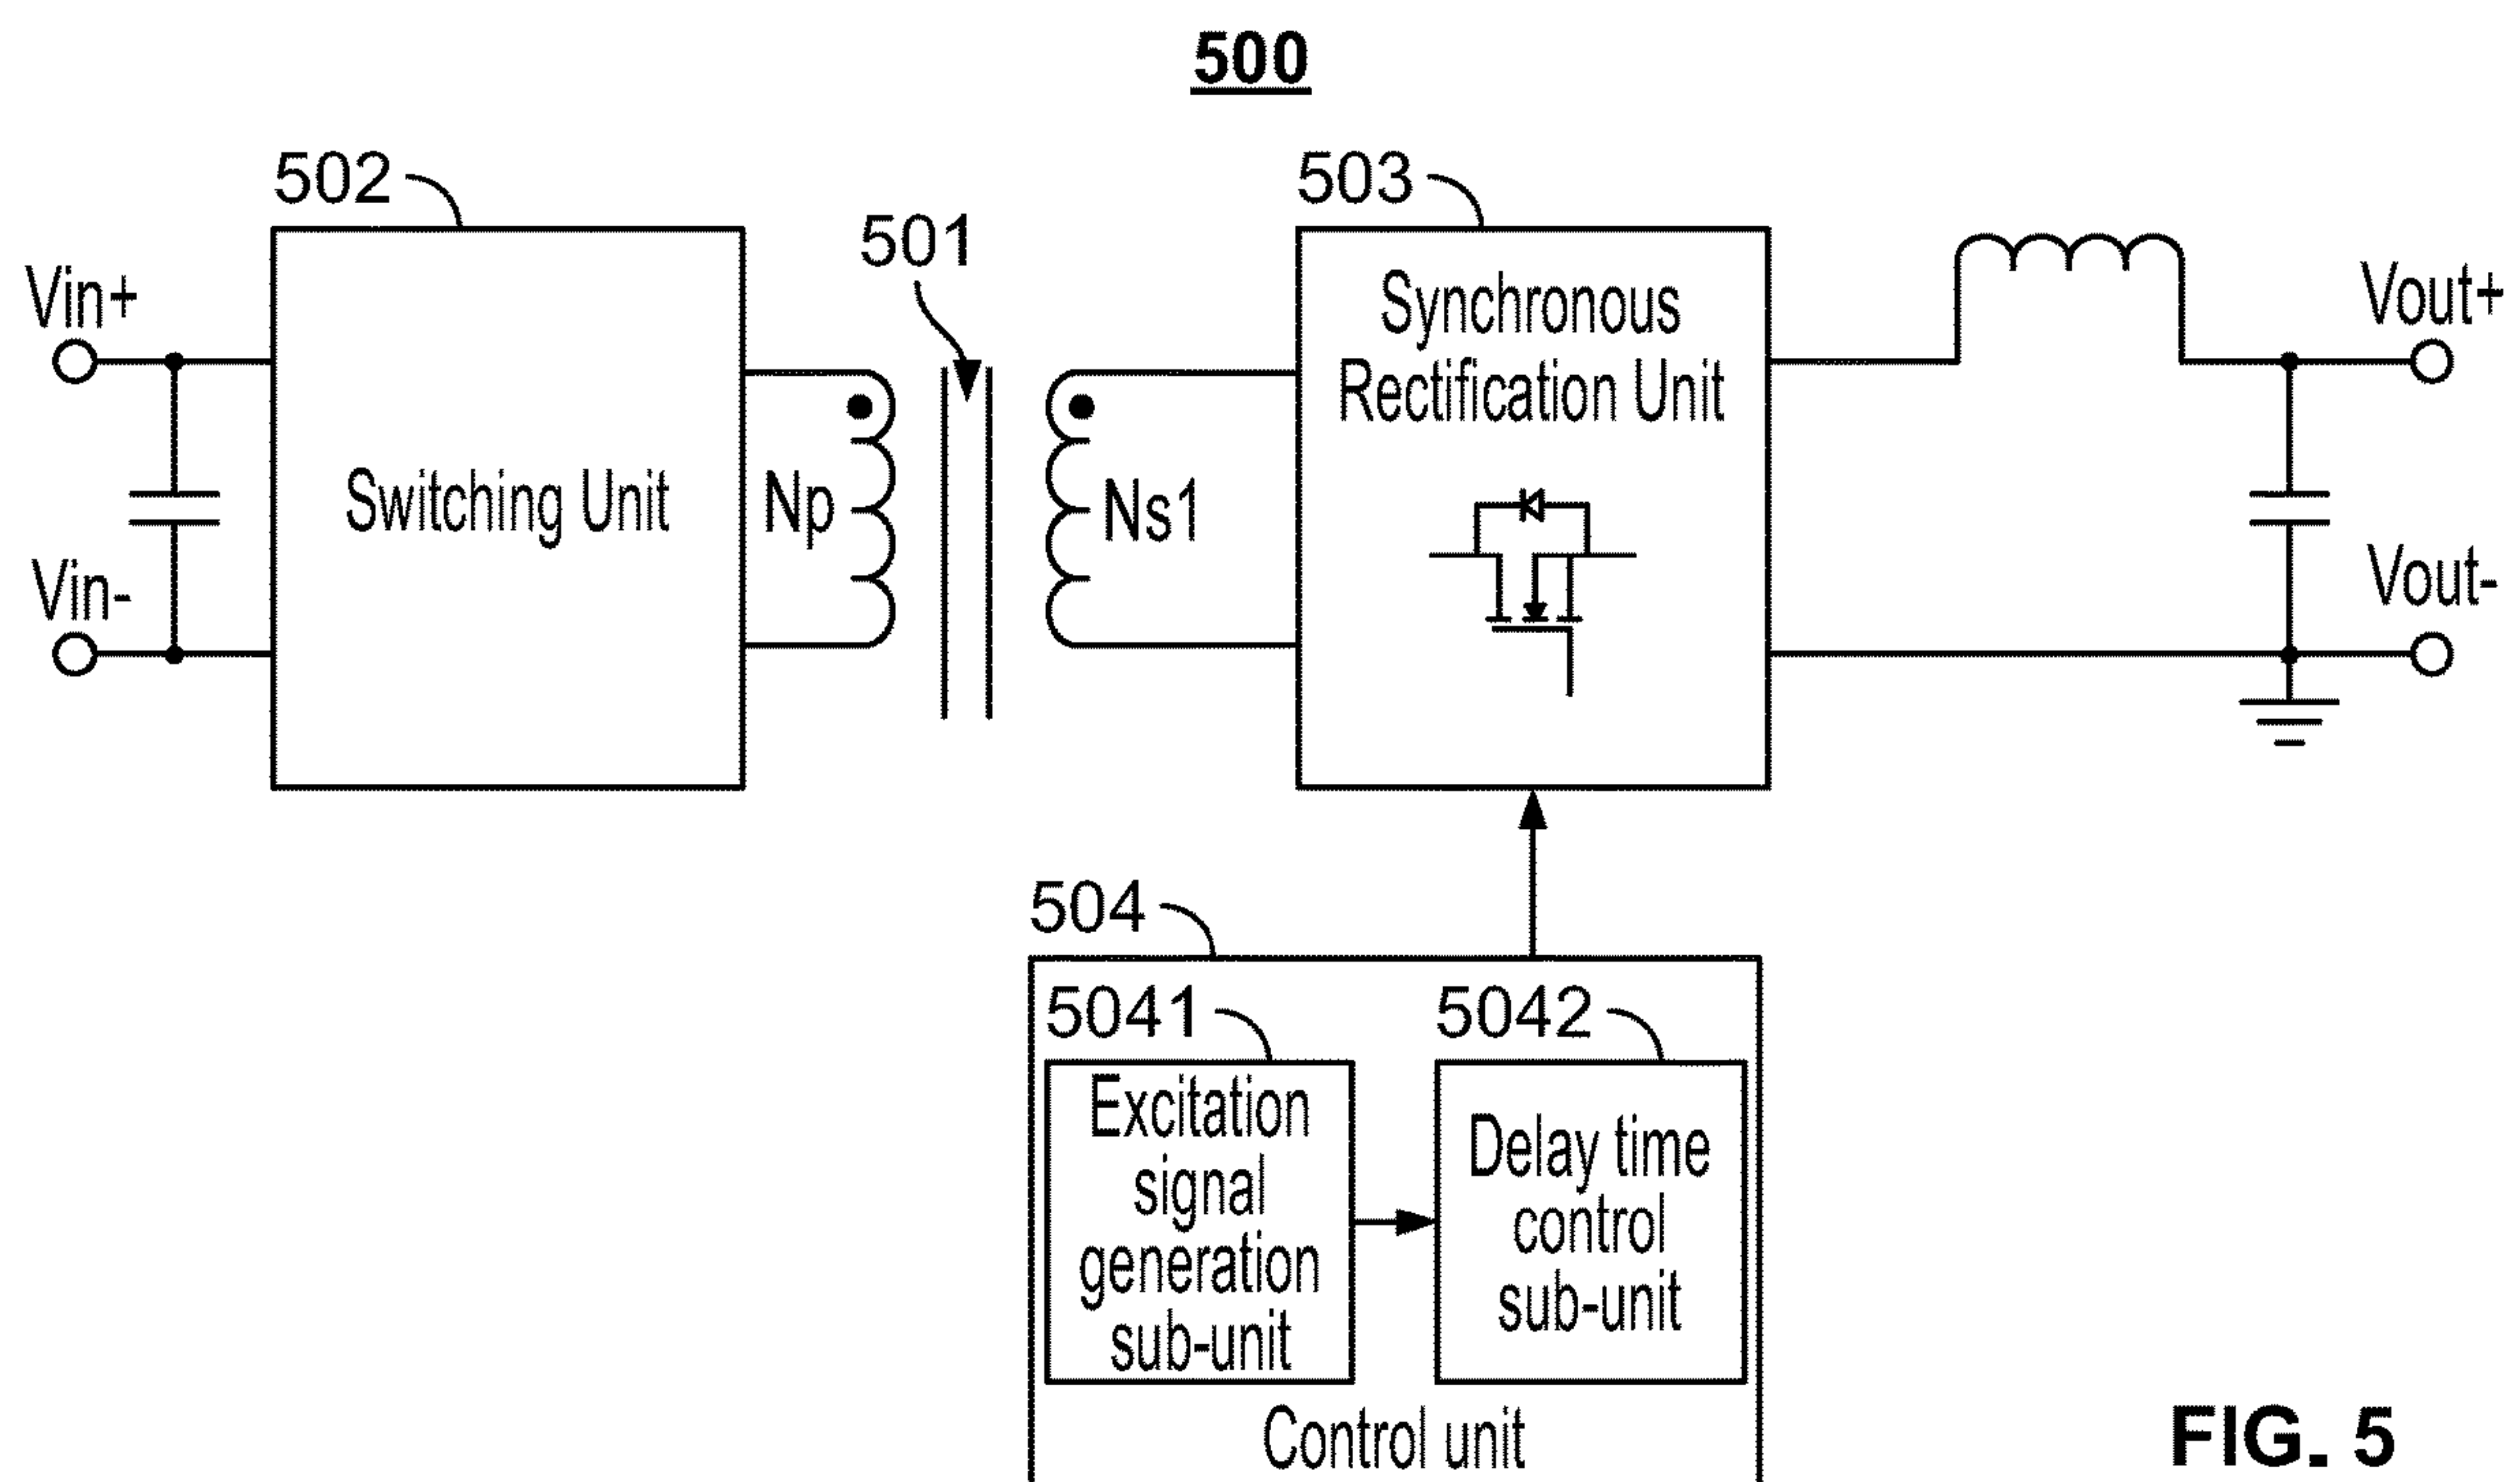 500
502
503
501
Vin+
Vin-
Switching Unit
Np
Ns1
Synchronous
Rectification Unit
Vout+
Vout-
504
5041
5042
Excitation
signal
generation
sub-unit
Delay time
control
sub-unit
Control unit
FIG. 5